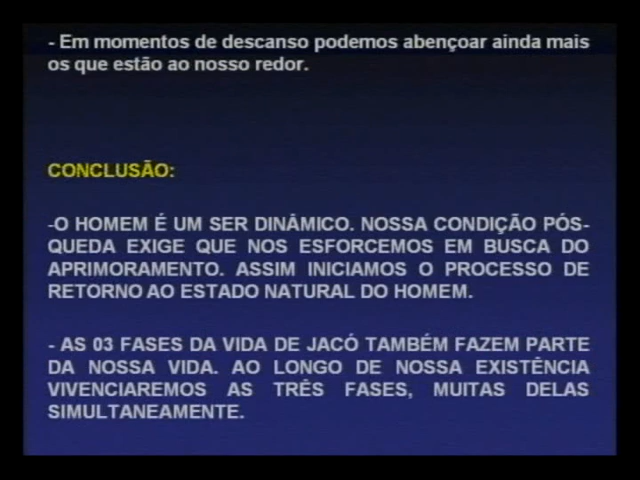 - Em momentos de descanso podemos abençoar ainda mais
os que estão ao nosso redor.
CONCLUSÃO:
-O HOMEM É UM SER DINÂMICO. NOSSA CONDIÇÃO PÓS-
QUEDA EXIGE QUE NOS ESFORCEMOS EM BUSCA DO
APRIMORAMENTO. ASSIM INICIAMOS O PROCESSO DE
RETORNO AO ESTADO NATURAL DO HOMEM.
- AS 03 FASES DA VIDA DE JACÓ TAMBÉM FAZEM PARTE
DA NOSSA VIDA. AO LONGO DE NOSSA EXISTÊNCIA
VIVENCIAREMOS AS TRÊS FASES, MUITAS DELAS
SIMULTANEAMENTE.